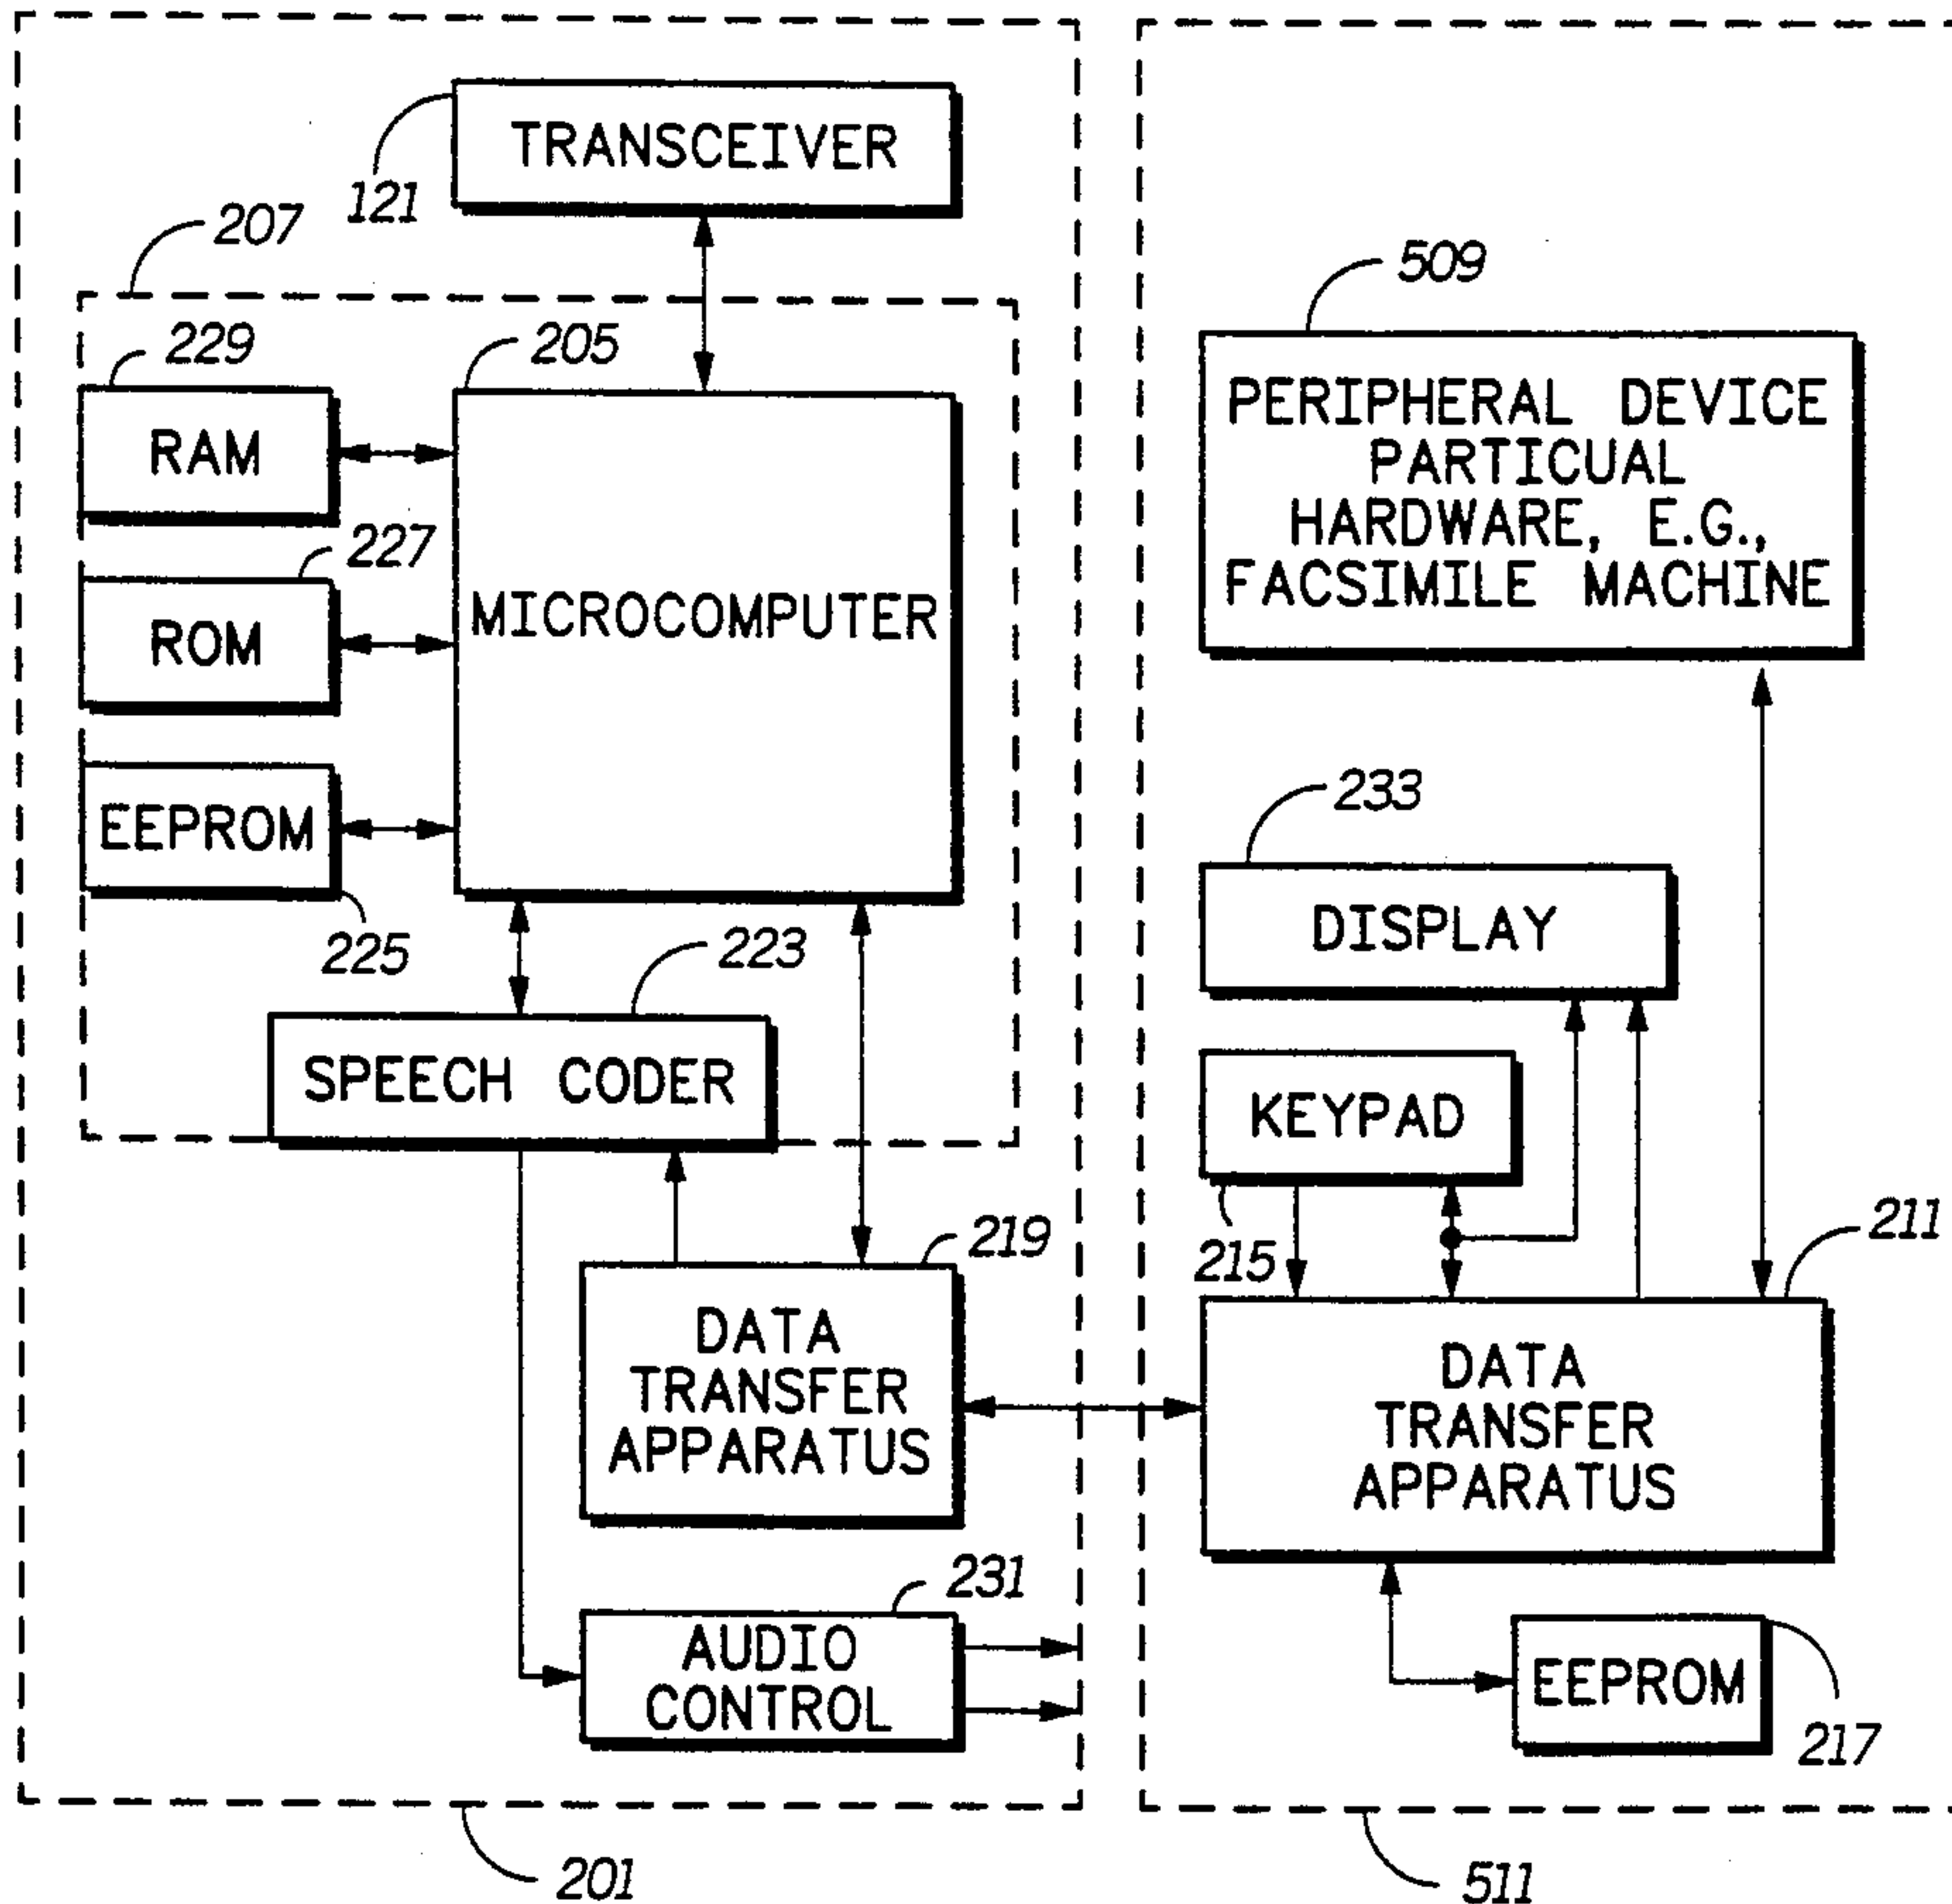 TRANSCEIVER
121
207
229
205
RAM
227
ROM
MICROCOMPUTER
EEPROM
225
223
SPEECH CODER
219
DATA
TRANSFER
APPARATUS
231
AUDIO
CONTROL
201
509
PERIPHERAL DEVICE
PARTICUAL
HARDWARE, E.G.,
FACSIMILE MACHINE
233
DISPLAY
KEYPAD
215
211
DATA
TRANSFER
APPARATUS
EEPROM
217
511